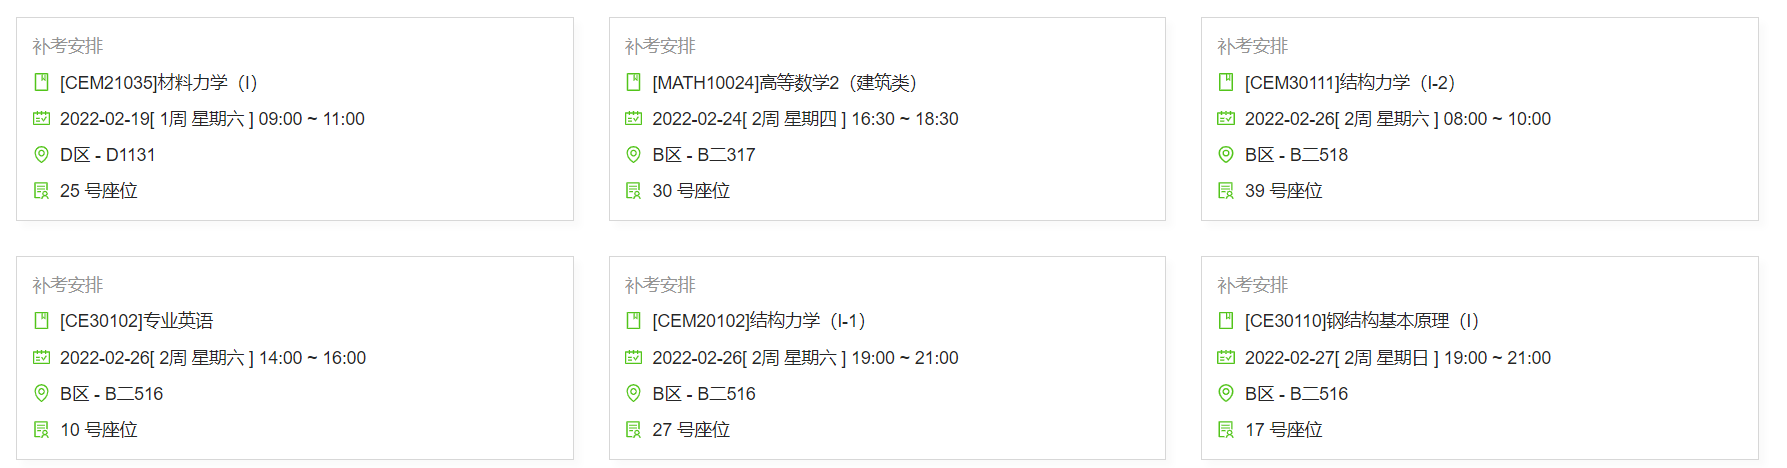 补考安排
[CEM21035]材料力学（I）
2022-02-19[ 1周 星期六 ] 09:00 ~ 11:00
D区 - D1131
25 号座位
补考安排
[MATH10024]高等数学2（建筑类）
2022-02-24[ 2周 星期四 ] 16:30 ~ 18:30
B区 - B二317
30 号座位
补考安排
[CEM30111]结构力学（I-2）
2022-02-26[ 2周 星期六 ] 08:00 ~ 10:00
B区 - B二518
39 号座位
补考安排
[CE30102]专业英语
2022-02-26[ 2周 星期六 ] 14:00 ~ 16:00
B区 - B二516
10 号座位
补考安排
[CEM20102]结构力学（I-1）
2022-02-26[ 2周 星期六 ] 19:00 ~ 21:00
B区 - B二516
27 号座位
补考安排
[CE30110]钢结构基本原理（I）
2022-02-27[ 2周 星期日 ] 19:00 ~ 21:00
B区 - B二516
17 号座位